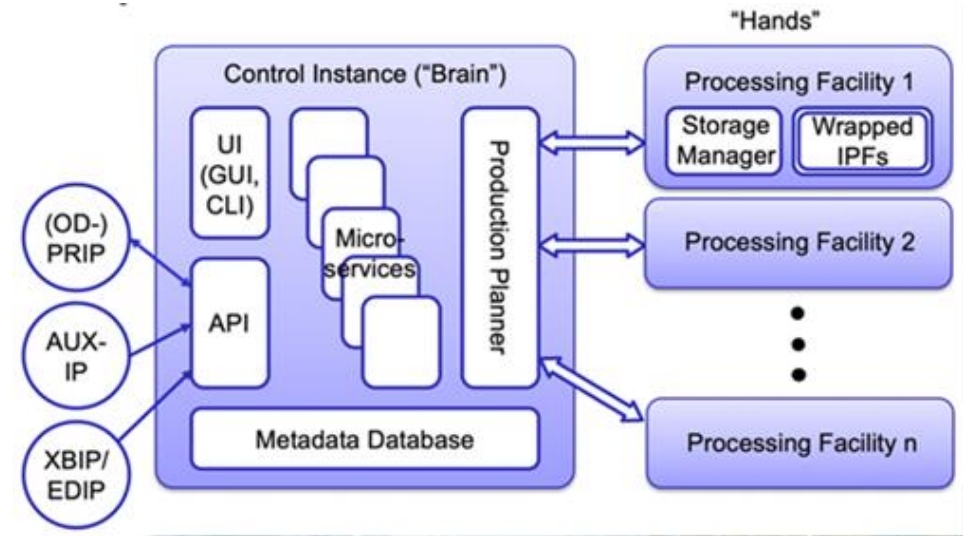 “Hands”
Control Instance (“Brain”)
UI
(GUI,
CLI)
Micro-
services
Production Planner
API
Metadata Database
(OD-)
PRIP
AUX-
IP
XBIP/
EDIP
Processing Facility 1
Storage
Manager
Wrapped
IPFs
Processing Facility 2
Processing Facility n